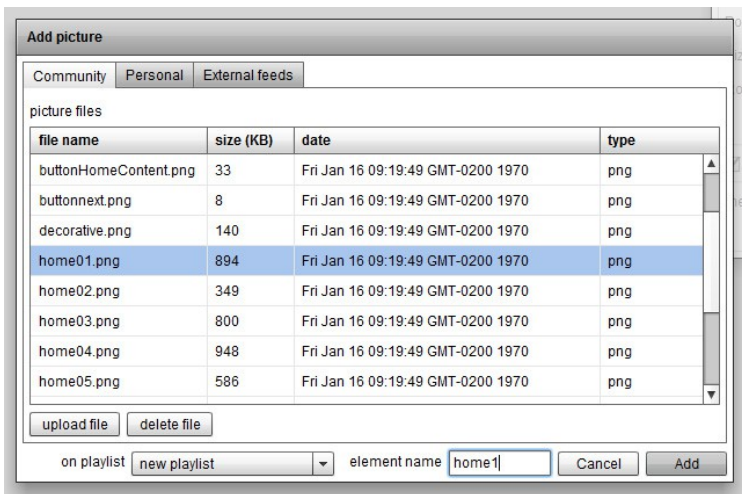 Add picture
Community Personal External feeds
picture files
file name size (KB) date type
buttonHomeContent.png 33 Fri Jan 16 09:19:49 GMT-0200 1970 png
buttonnext.png 8 Fri Jan 16 09:19:49 GMT-0200 1970 png
decorative.png 140 Fri Jan 16 09:19:49 GMT-0200 1970 png
home01.png 894 Fri Jan 16 09:19:49 GMT-0200 1970 png
home02.png 349 Fri Jan 16 09:19:49 GMT-0200 1970 png
home03.png 800 Fri Jan 16 09:19:49 GMT-0200 1970 png
home04.png 948 Fri Jan 16 09:19:49 GMT-0200 1970 png
home05.png 586 Fri Jan 16 09:19:49 GMT-0200 1970 png
upload file delete file
on playlist new playlist element name home1 Cancel Add